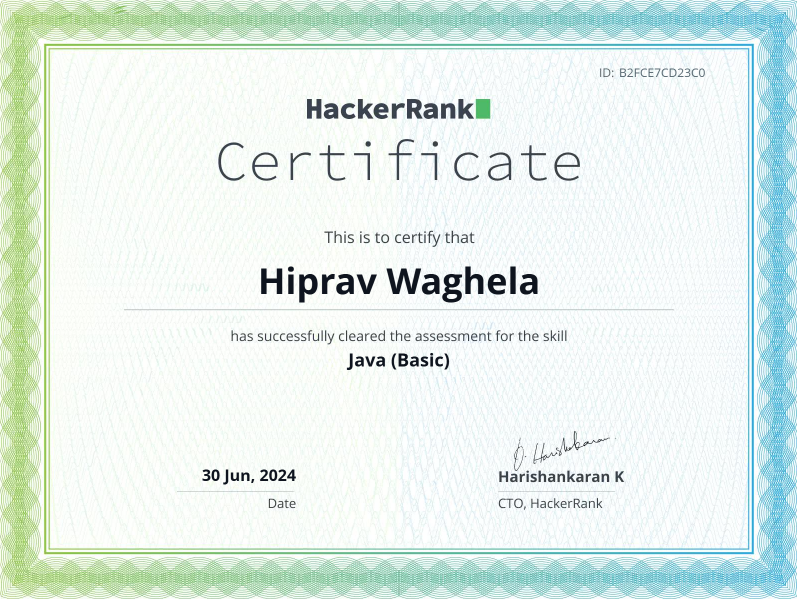 ID: B2FCE7CD23C0
HackerRank
Certificate
This is to certify that
Hiprav Waghela
has successfully cleared the assessment for the skill
Java (Basic)
30 Jun, 2024
Date
D. Harishankaran
Harishankaran K
CTO, HackerRank